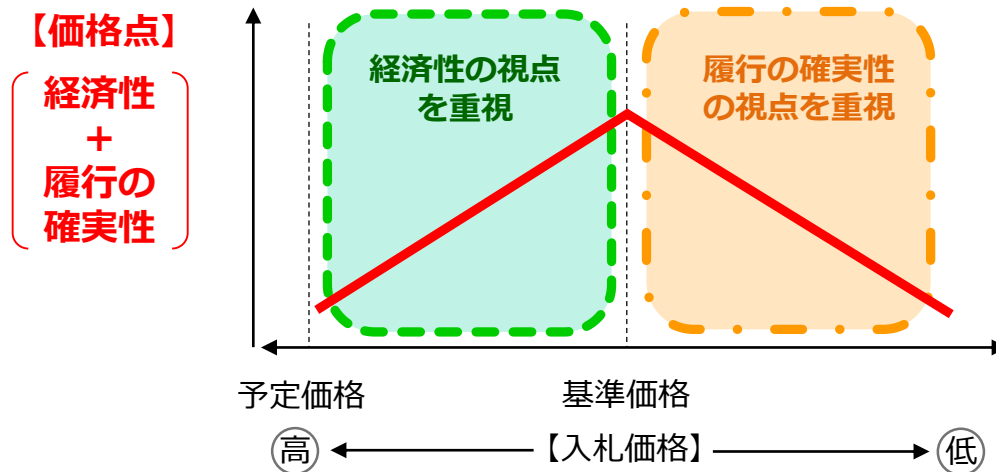 【価格点】
経済性
+
履行の
確実性
経済性の視点
を重視
履行の確実性
の視点を重視
予定価格
基準価格
高
【入札価格】
低